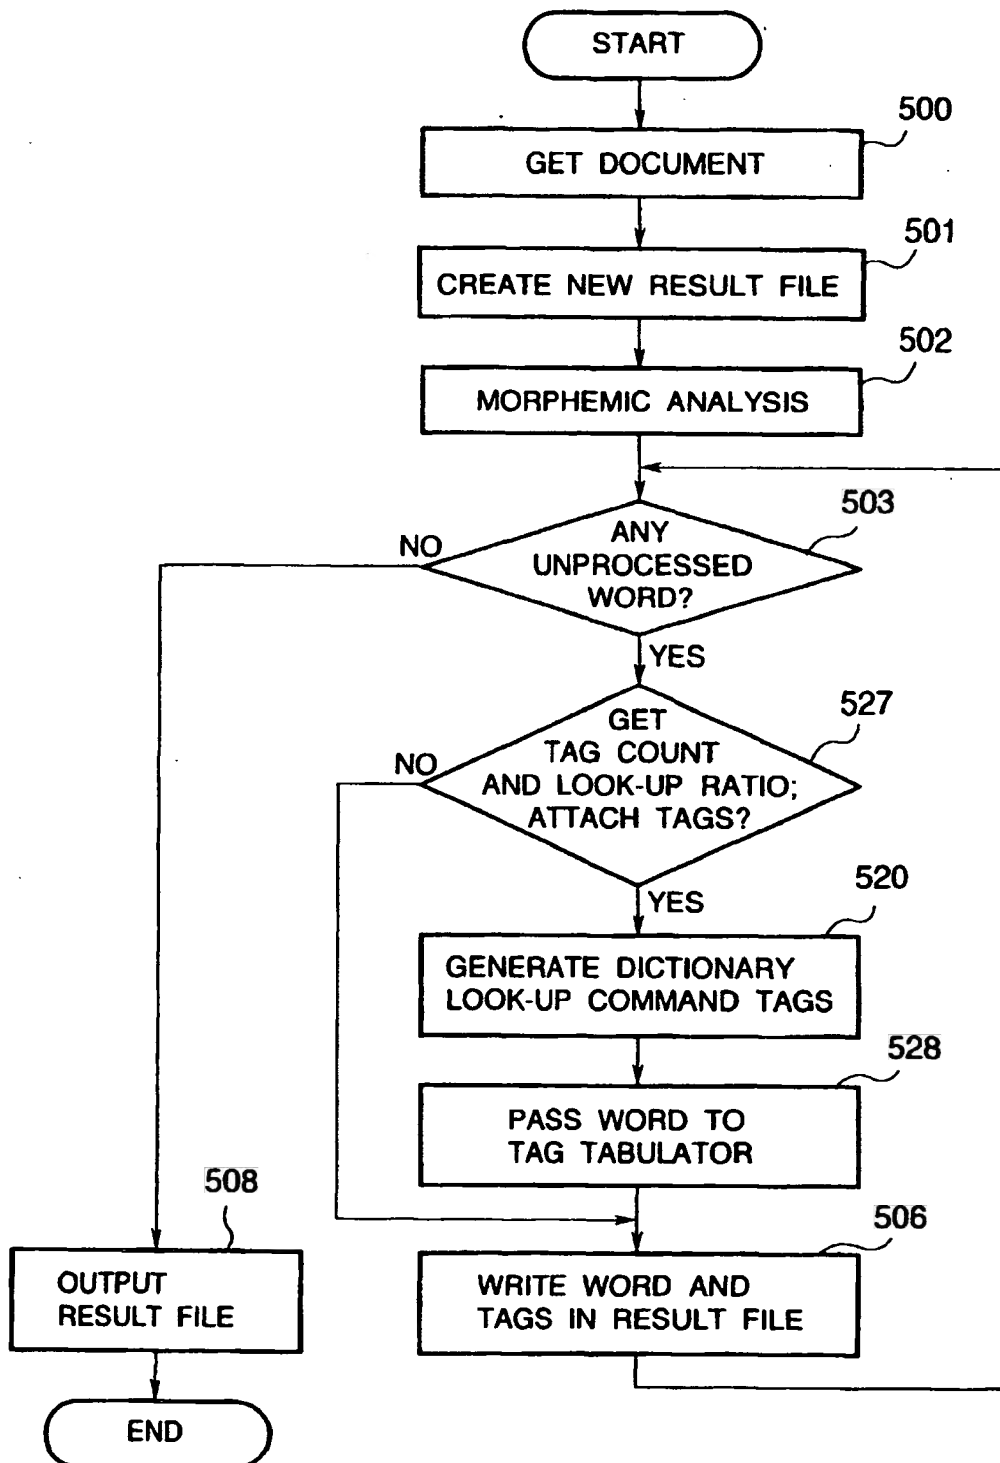 START
500
GET DOCUMENT
501
CREATE NEW RESULT FILE
502
MORPHEMIC ANALYSIS
503
ANY
UNPROCESSED
WORD?
NO
YES
527
GET
TAG COUNT
AND LOOK-UP RATIO;
ATTACH TAGS?
NO
YES
520
GENERATE DICTIONARY
LOOK-UP COMMAND TAGS
528
PASS WORD TO
TAG TABULATOR
506
WRITE WORD AND
TAGS IN RESULT FILE
508
OUTPUT
RESULT FILE
END